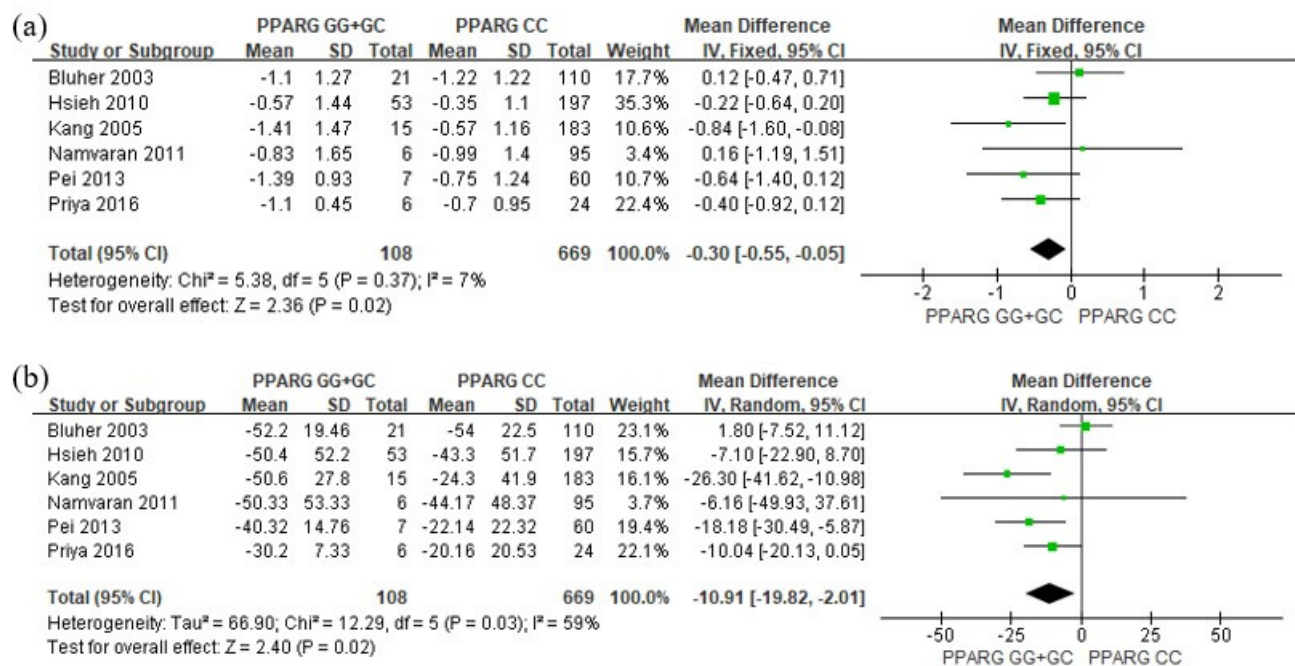 (a)
PPARG GG+GC PPARG CC Mean Difference Mean Difference
Study or Subgroup Mean SD Total Mean SD Total Weight IV, Fixed, 95% CI IV, Fixed, 95% CI
Bluher 2003 -1.1 1.27 21 -1.22 1.22 110 17.7% 0.12 [-0.47, 0.71]
Hsieh 2010 -0.57 1.44 53 -0.35 1.1 197 35.3% -0.22 [-0.64, 0.20]
Kang 2005 -1.41 1.47 15 -0.57 1.16 183 10.6% -0.84 [-1.60, -0.08]
Namvaran 2011 -0.83 1.65 6 -0.99 1.4 95 3.4% 0.16 [-1.19, 1.51]
Pei 2013 -1.39 0.93 7 -0.75 1.24 60 10.7% -0.64 [-1.40, 0.12]
Priya 2016 -1.1 0.45 6 -0.7 0.95 24 22.4% -0.40 [-0.92, 0.12]
Total (95% CI) 108 669 100.0% -0.30 [-0.55, -0.05]
Heterogeneity: Chi² = 5.38, df = 5 (P = 0.37); I² = 7%
Test for overall effect: Z = 2.36 (P = 0.02)
-2 -1 0 1 2
PPARG GG+GC PPARG CC
(b)
PPARG GG+GC PPARG CC Mean Difference Mean Difference
Study or Subgroup Mean SD Total Mean SD Total Weight IV, Random, 95% CI IV, Random, 95% CI
Bluher 2003 -52.2 19.46 21 -54 22.5 110 23.1% 1.80 [-7.52, 11.12]
Hsieh 2010 -50.4 52.2 53 -43.3 51.7 197 15.7% -7.10 [-22.90, 8.70]
Kang 2005 -50.6 27.8 15 -24.3 41.9 183 16.1% -26.30 [-41.62, -10.98]
Namvaran 2011 -50.33 53.33 6 -44.17 48.37 95 3.7% -6.16 [-49.93, 37.61]
Pei 2013 -40.32 14.76 7 -22.14 22.32 60 19.4% -18.18 [-30.49, -5.87]
Priya 2016 -30.2 7.33 6 -20.16 20.53 24 22.1% -10.04 [-20.13, 0.05]
Total (95% CI) 108 669 100.0% -10.91 [-19.82, -2.01]
Heterogeneity: Tau² = 66.90; Chi² = 12.29, df = 5 (P = 0.03); I² = 59%
Test for overall effect: Z = 2.40 (P = 0.02)
-50 -25 0 25 50
PPARG GG+GC PPARG CC